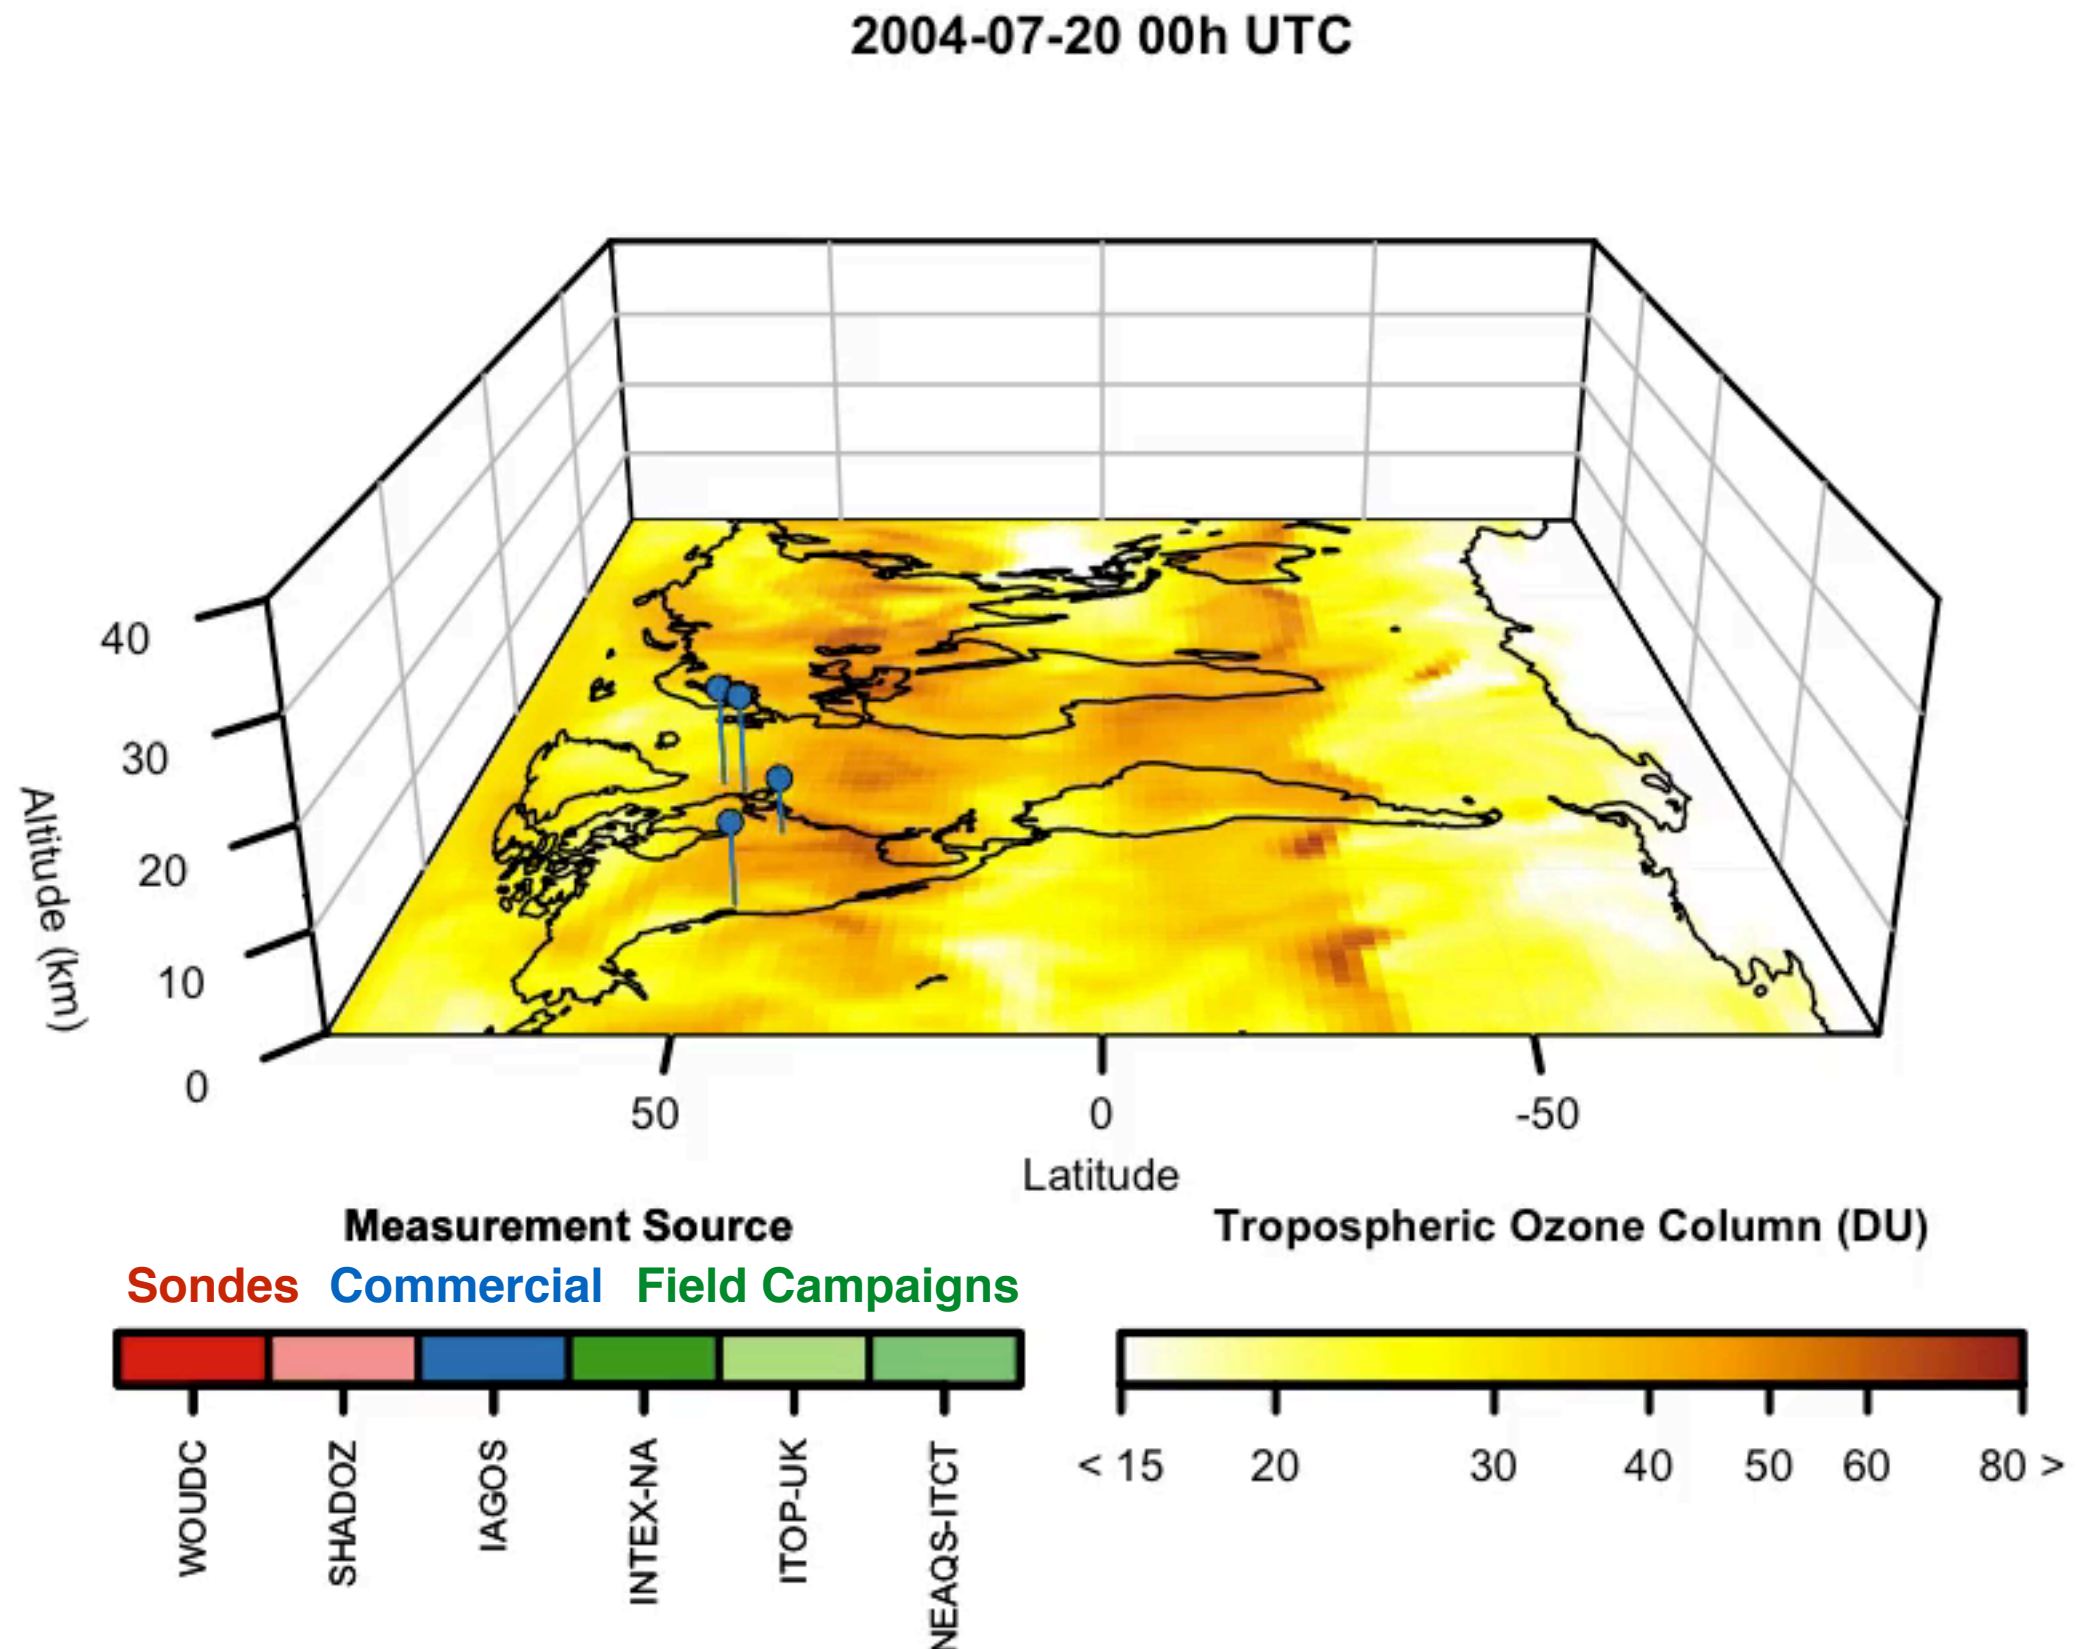 2004-07-20 00h UTC
40
30
20
10
0
Altitude (km)
50 0 -50
Latitude
Measurement Source
Sondes Commercial Field Campaigns
WOUDC SHADOZ IAGOS INTEX-NA ITOP-UK NEAQS-ITCT
Tropospheric Ozone Column (DU)
< 15 20 30 40 50 60 80 >